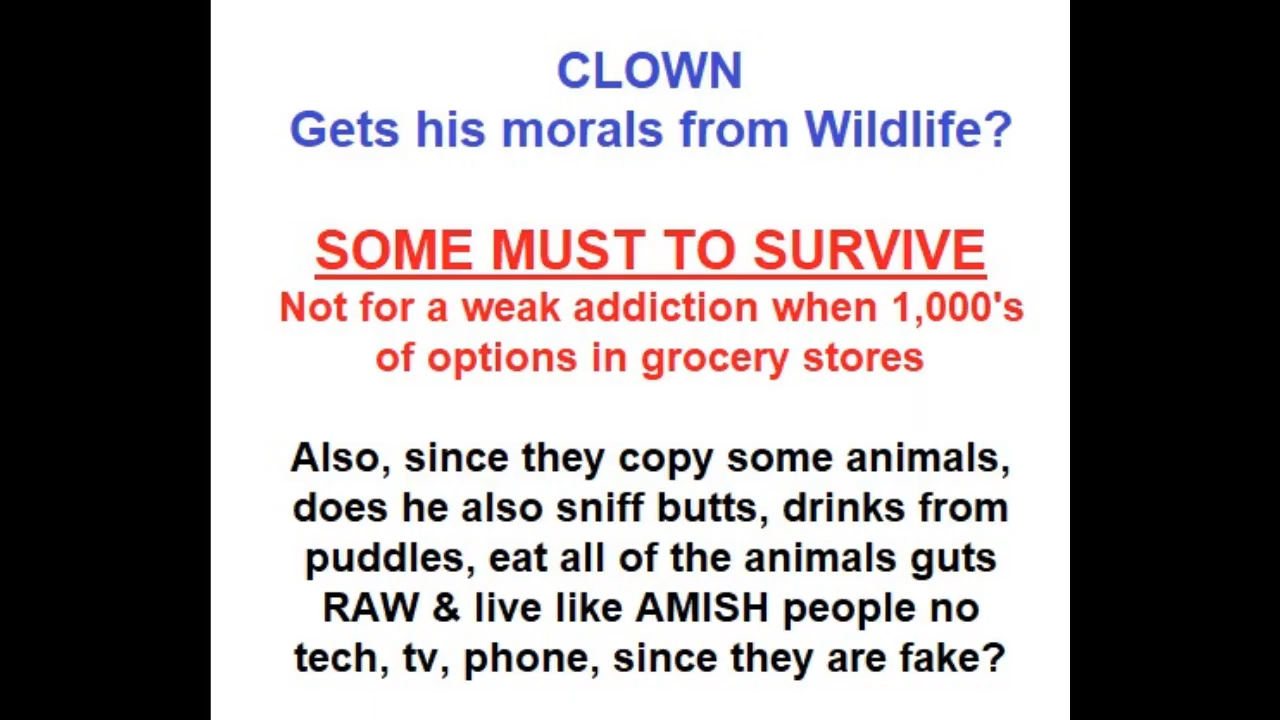 CLOWN
Gets his morals from Wildlife?
SOME MUST TO SURVIVE
Not for a weak addiction when 1,000's
of options in grocery stores
Also, since they copy some animals,
does he also sniff butts, drinks from
puddles, eat all of the animals guts
RAW & live like AMISH people no
tech, tv, phone, since they are fake?